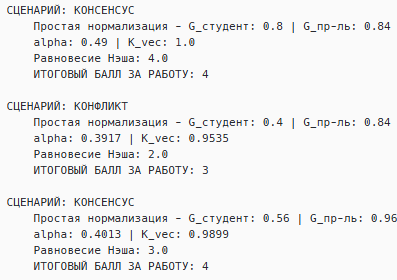 СЦЕНАРИЙ: КОНСЕНСУС
Простая нормализация - G_студент: 0.8 | G_пр-ль: 0.84
alpha: 0.49 | K_vec: 1.0
Равновесие Нэша: 4.0
ИТОГОВЫЙ БАЛЛ ЗА РАБОТУ: 4
СЦЕНАРИЙ: КОНФЛИКТ
Простая нормализация - G_студент: 0.4 | G_пр-ль: 0.84
alpha: 0.3917 | K_vec: 0.9535
Равновесие Нэша: 2.0
ИТОГОВЫЙ БАЛЛ ЗА РАБОТУ: 3
СЦЕНАРИЙ: КОНСЕНСУС
Простая нормализация - G_студент: 0.56 | G_пр-ль: 0.96
alpha: 0.4013 | K_vec: 0.9899
Равновесие Нэша: 3.0
ИТОГОВЫЙ БАЛЛ ЗА РАБОТУ: 4